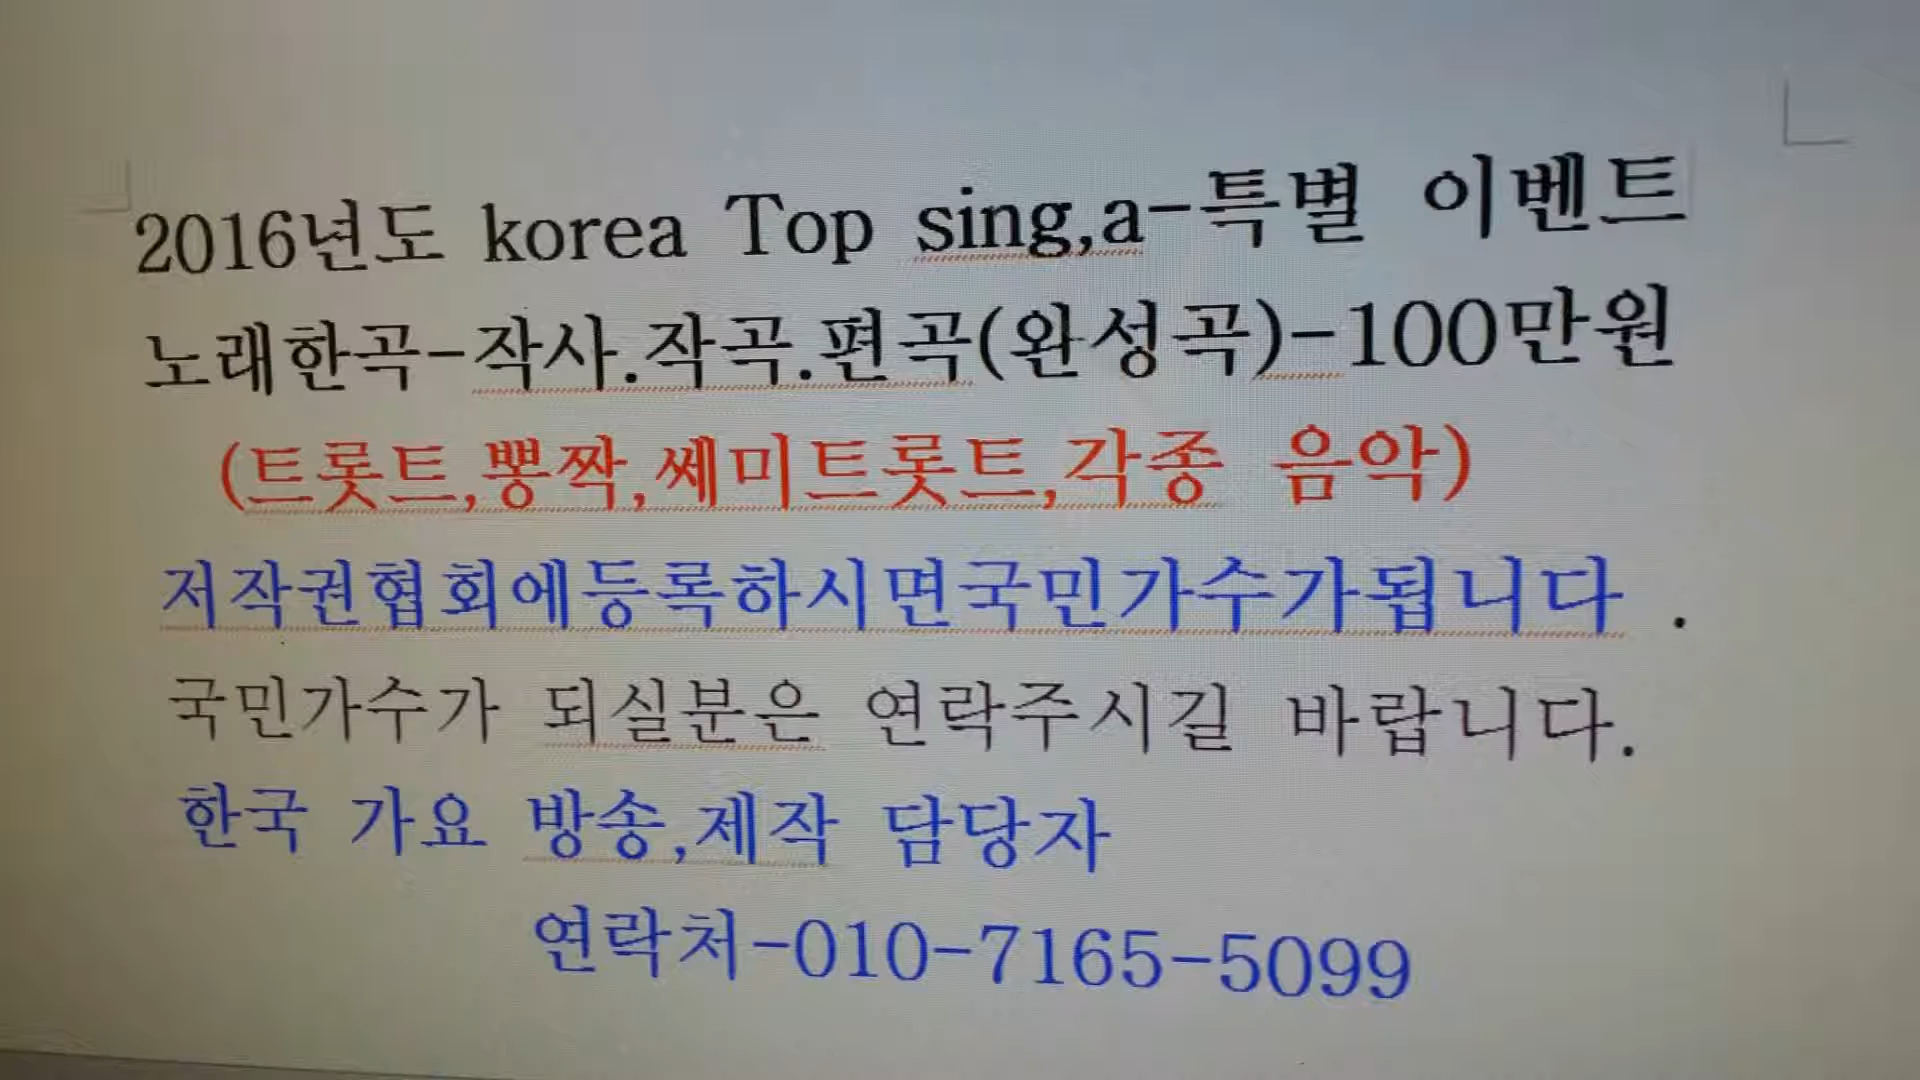 2016년도 korea Top sing,a-특별 이벤트
노래한곡-작사.작곡.편곡(완성곡)-100만원
(트롯트,뽕짝,쎄미트롯트,각종 음악)
저작권협회에등록하시면국민가수가됩니다 .
국민가수가 되실분은 연락주시길 바랍니다.
한국 가요 방송,제작 담당자
연락처-010-7165-5099